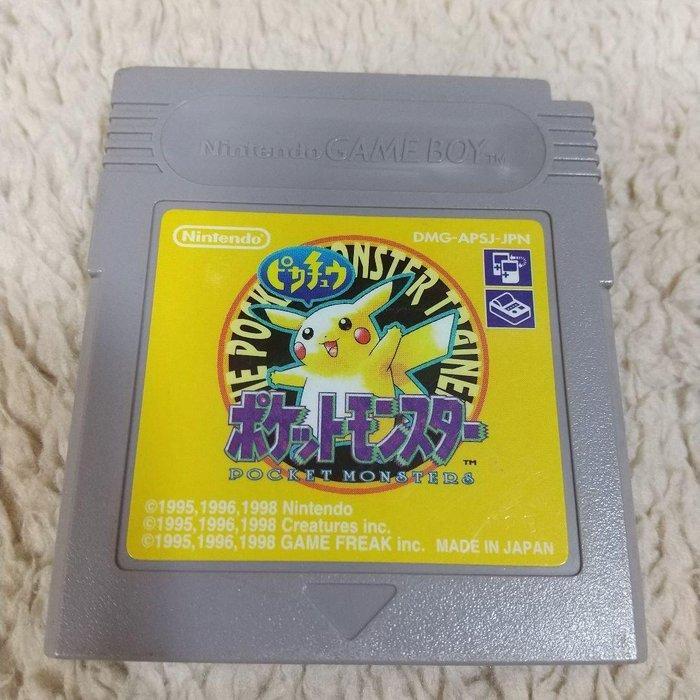 Nintendo GAME BOY TM
Nintendo
DMG-APSJ-JPN
ピカチュウ
THE POCKET MONSTER TRAINER
ポケットモンスター
TM
POCKET MONSTERS
©1995,1996,1998 Nintendo
©1995,1996,1998 Creatures inc.
©1995,1996,1998 GAME FREAK inc. MADE IN JAPAN